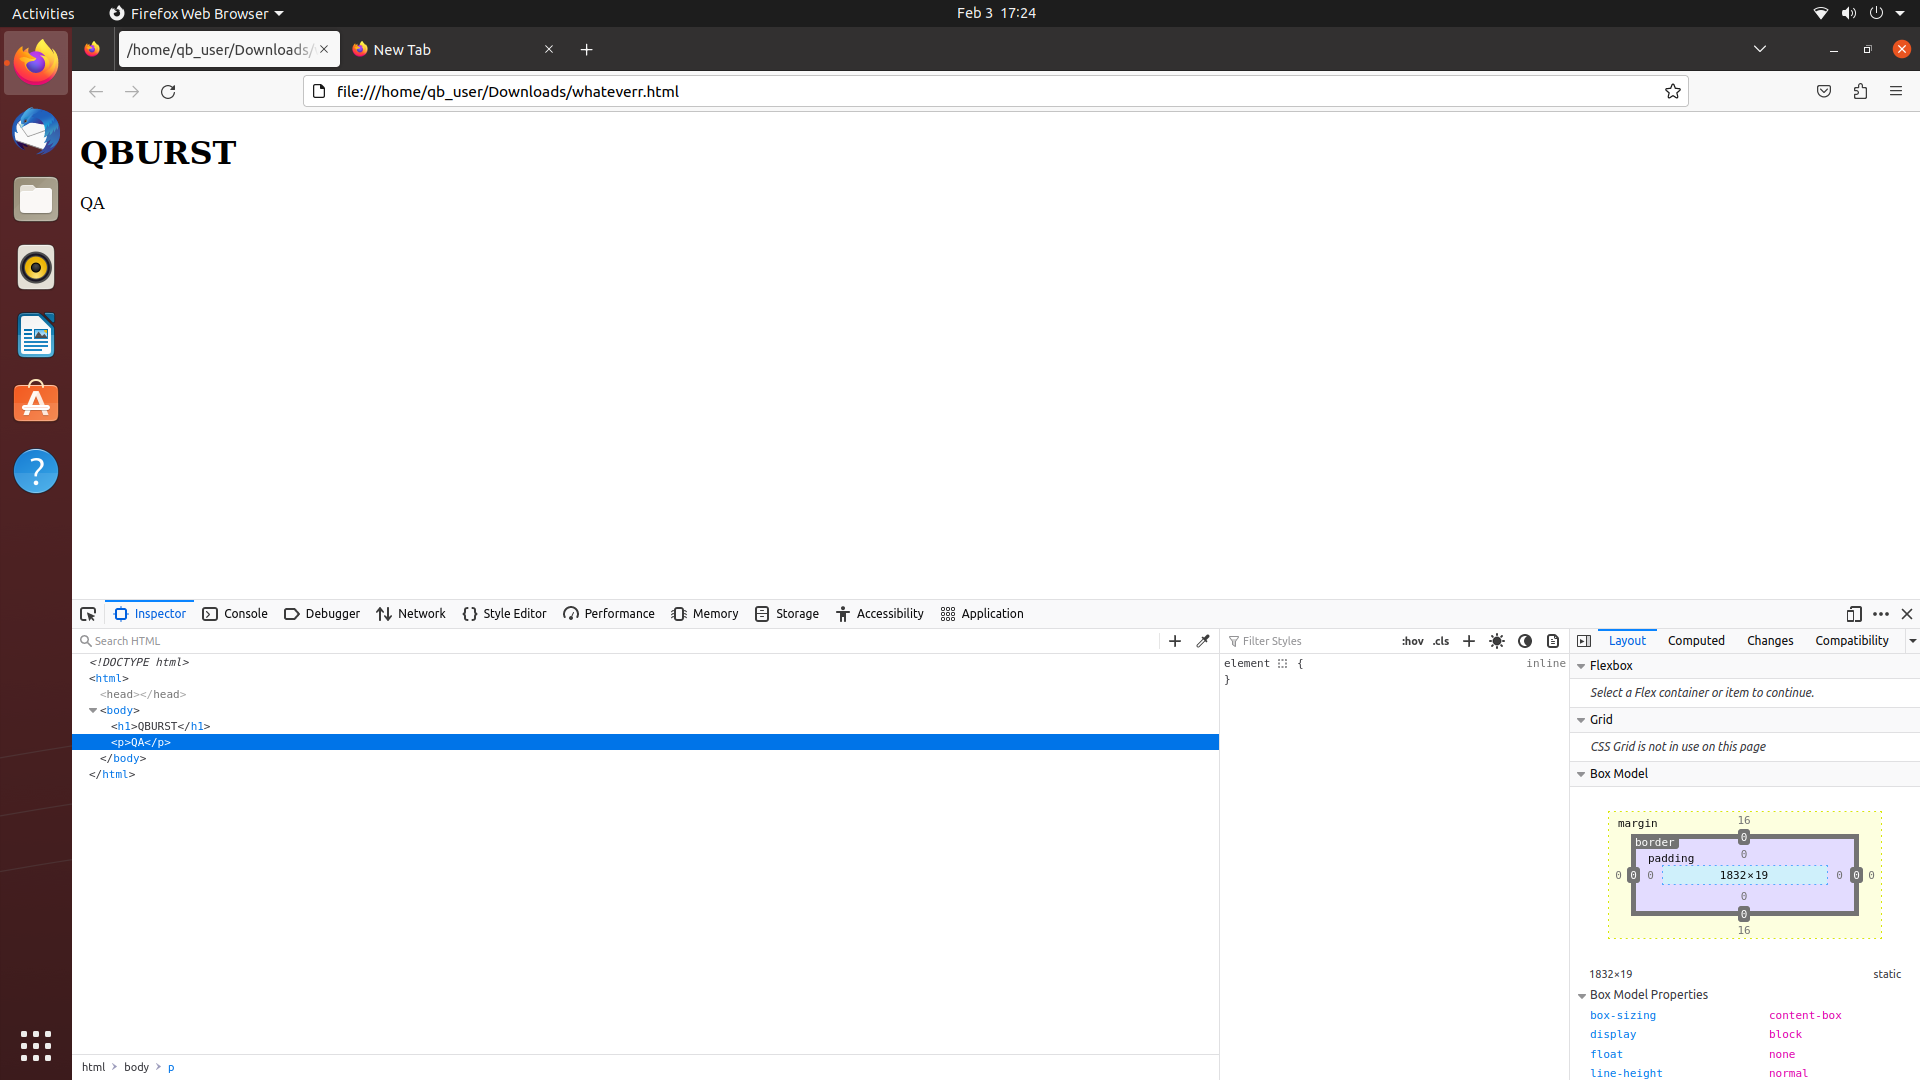 Activities
Firefox Web Browser
Feb 3 17:24
/home/qb_user/Downloads/
New Tab
file:///home/qb_user/Downloads/whateverr.html
QBURST
QA
Inspector
Console
Debugger
Network
Style Editor
Performance
Memory
Storage
Accessibility
Application
Search HTML
<!DOCTYPE html>
<html>
<head></head>
<body>
<h1>QBURST</h1>
<p>QA</p>
</body>
</html>
html > body > p
Filter Styles
:hov .cls
element { inline
}
Layout
Computed
Changes
Compatibility
Flexbox
Select a Flex container or item to continue.
Grid
CSS Grid is not in use on this page
Box Model
margin 16
border 0
padding 0
0 0 0 1832×19 0 0 0
0
0
16
1832×19 static
Box Model Properties
box-sizing content-box
display block
float none
line-height normal